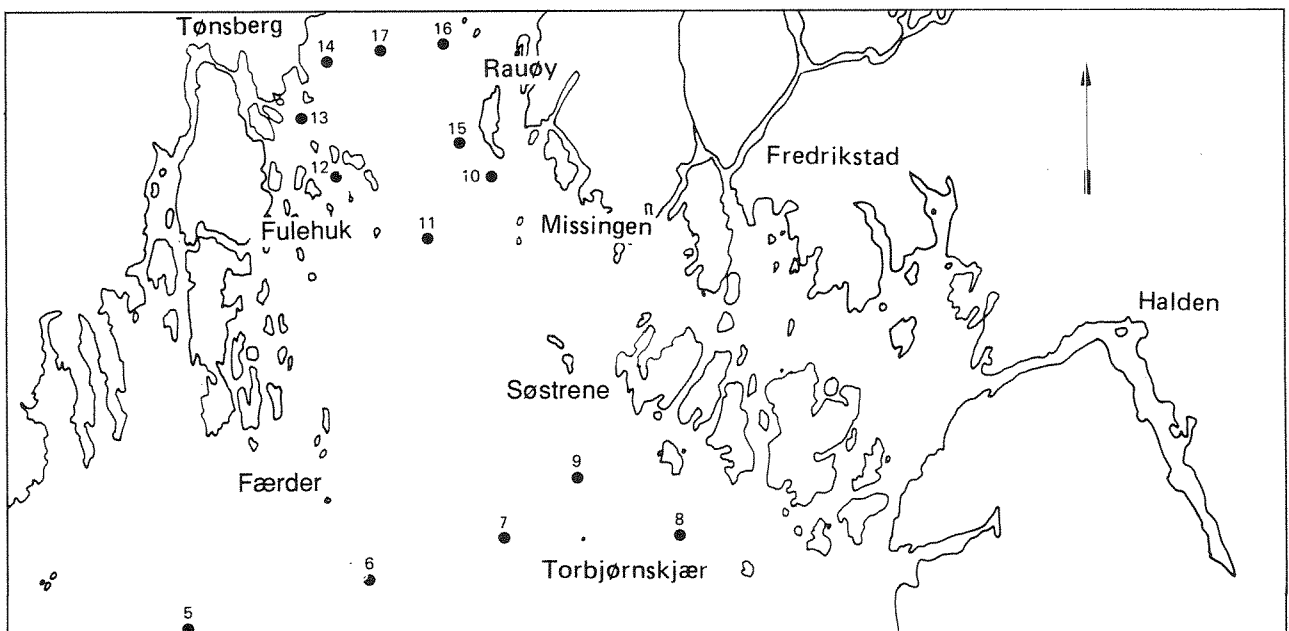 Tønsberg
14
17
16
Rauøy
13
15
Fredrikstad
12
10
Fulehuk
11
Missingen
Halden
Søstrene
Færder
9
7
8
6
Torbjørnskjær
5